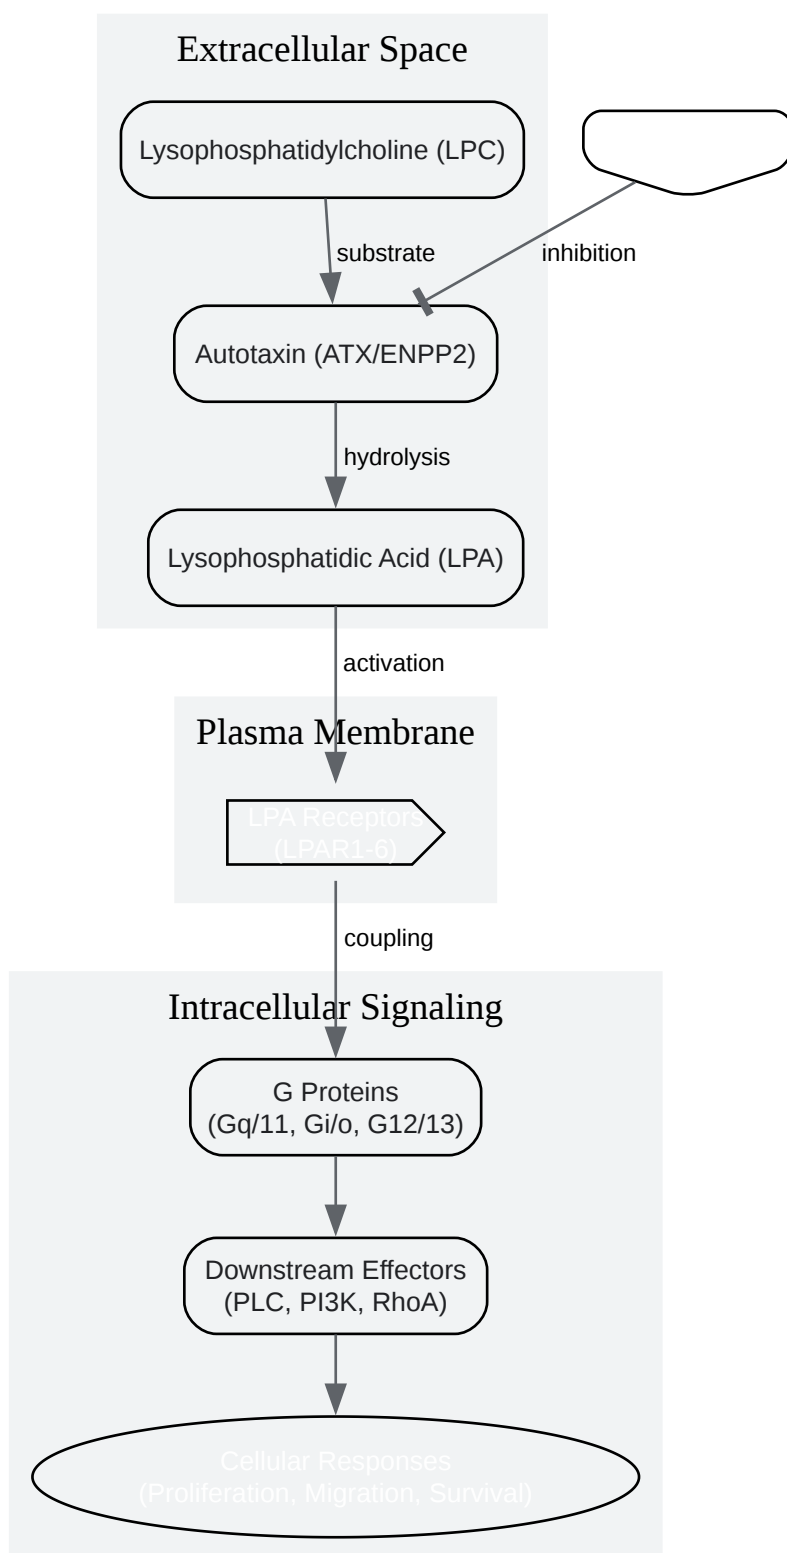 Extracellular Space
Lysophosphatidylcholine (LPC)
substrate
inhibition
Autotaxin (ATX/ENPP2)
hydrolysis
Lysophosphatidic Acid (LPA)
activation
Plasma Membrane
LPA Receptors
(LPAR1-6)
coupling
Intracellular Signaling
G Proteins
(Gq/11, Gi/o, G12/13)
Downstream Effectors
(PLC, PI3K, RhoA)
Cellular Responses
(Proliferation, Migration, Survival)